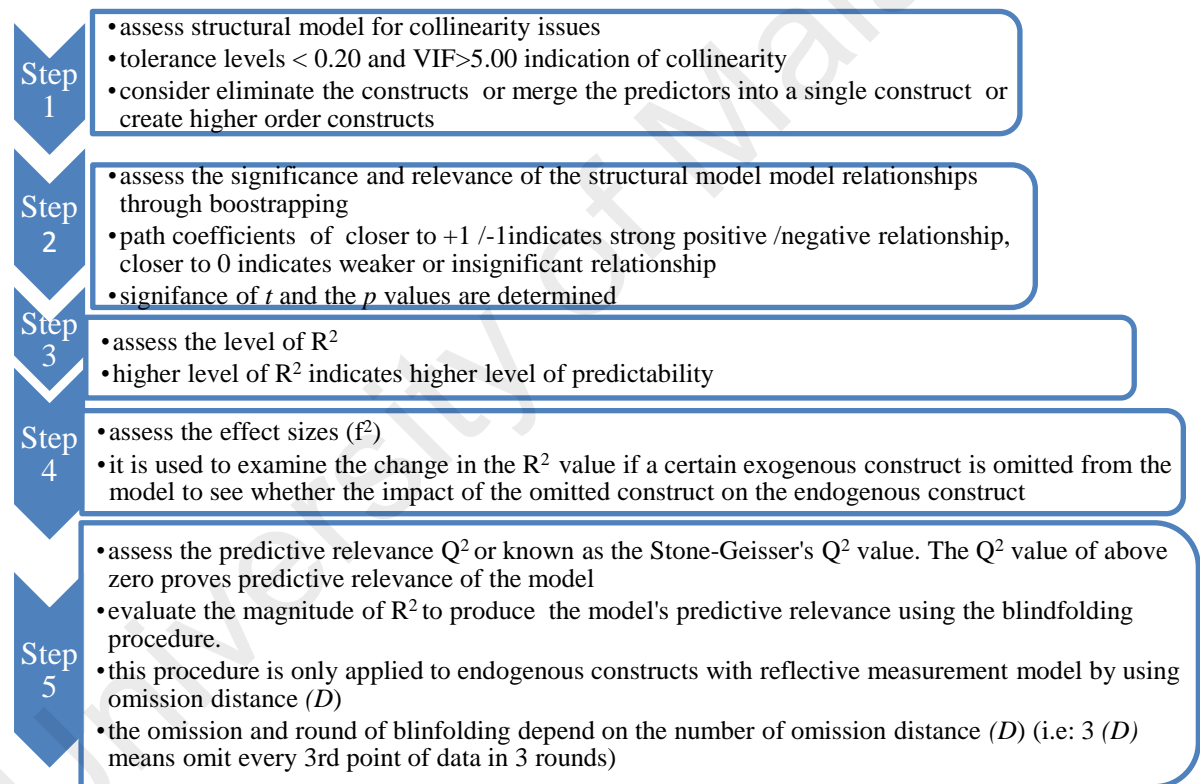 Step
1
•assess structural model for collinearity issues
•tolerance levels < 0.20 and VIF>5.00 indication of collinearity
•consider eliminate the constructs or merge the predictors into a single construct or
create higher order constructs
Step
2
•assess the significance and relevance of the structural model model relationships
through boostrapping
•path coefficients of closer to +1 /-1indicates strong positive /negative relationship,
closer to 0 indicates weaker or insignificant relationship
•signifance of t and the p values are determined
Step
3
•assess the level of R²
•higher level of R² indicates higher level of predictability
Step
4
•assess the effect sizes (f²)
•it is used to examine the change in the R² value if a certain exogenous construct is omitted from the
model to see whether the impact of the omitted construct on the endogenous construct
Step
5
•assess the predictive relevance Q² or known as the Stone-Geisser's Q² value. The Q² value of above
zero proves predictive relevance of the model
•evaluate the magnitude of R² to produce the model's predictive relevance using the blindfolding
procedure.
•this procedure is only applied to endogenous constructs with reflective measurement model by using
omission distance (D)
•the omission and round of blinfolding depend on the number of omission distance (D) (i.e: 3 (D)
means omit every 3rd point of data in 3 rounds)
University of Mala